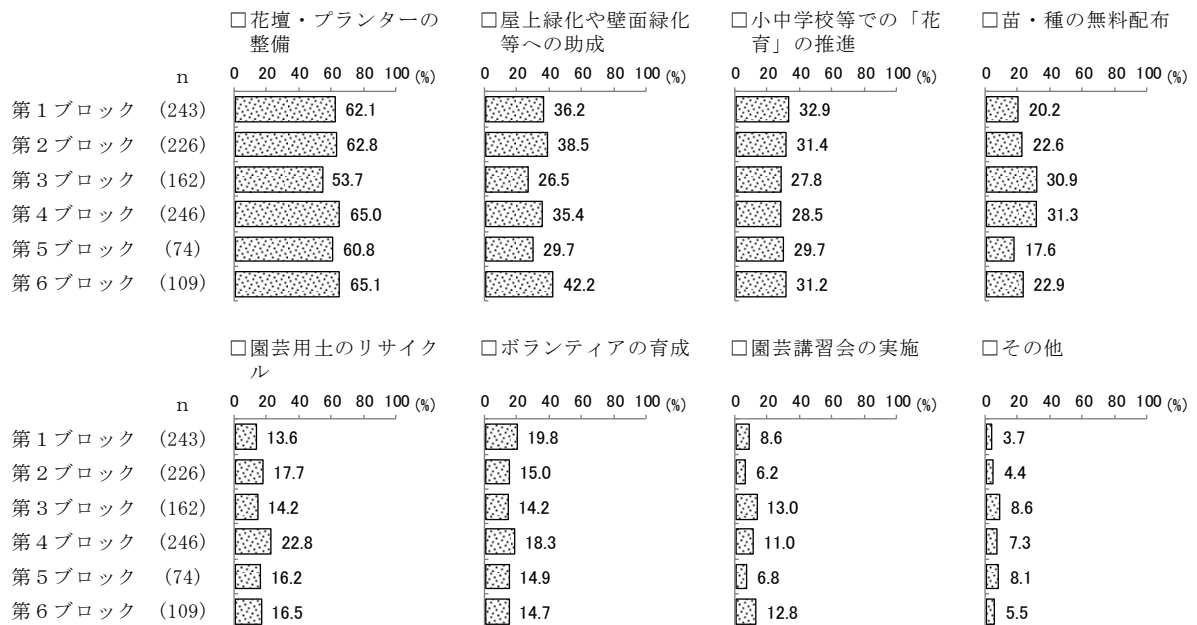 □花壇・プランターの □屋上緑化や壁面緑化 □小中学校等での「花 □苗・種の無料配布
整備 等への助成 育」の推進
n 0 20 40 60 80 100 (%) 0 20 40 60 80 100 (%) 0 20 40 60 80 100 (%) 0 20 40 60 80 100 (%)
第1ブロック (243) 62.1 36.2 32.9 20.2
第2ブロック (226) 62.8 38.5 31.4 22.6
第3ブロック (162) 53.7 26.5 27.8 30.9
第4ブロック (246) 65.0 35.4 28.5 31.3
第5ブロック (74) 60.8 29.7 29.7 17.6
第6ブロック (109) 65.1 42.2 31.2 22.9
□園芸用土のリサイク □ボランティアの育成 □園芸講習会の実施 □その他
ル
n 0 20 40 60 80 100 (%) 0 20 40 60 80 100 (%) 0 20 40 60 80 100 (%) 0 20 40 60 80 100 (%)
第1ブロック (243) 13.6 19.8 8.6 3.7
第2ブロック (226) 17.7 15.0 6.2 4.4
第3ブロック (162) 14.2 14.2 13.0 8.6
第4ブロック (246) 22.8 18.3 11.0 7.3
第5ブロック (74) 16.2 14.9 6.8 8.1
第6ブロック (109) 16.5 14.7 12.8 5.5